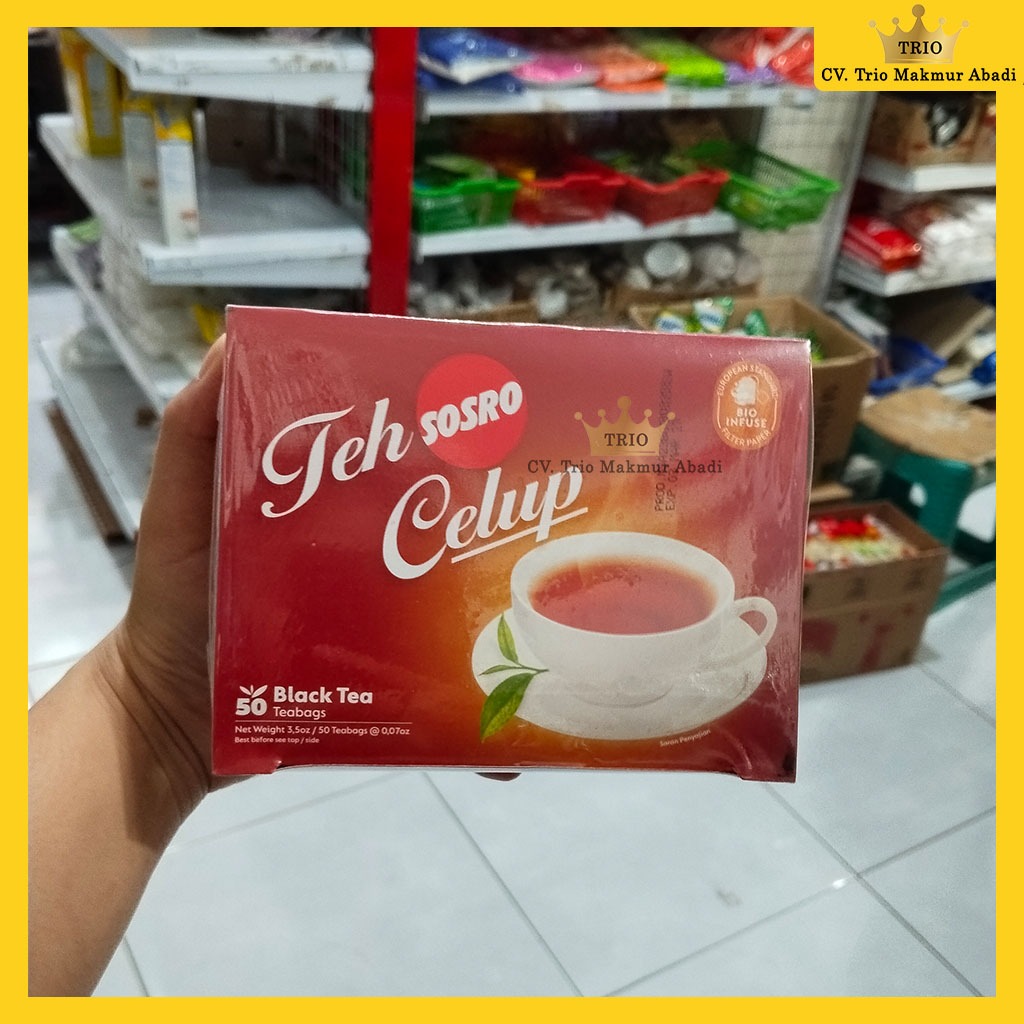 TRIO
CV. Trio Makmur Abadi
Teh SOSRO
Celup
EUROPEAN STANDARD
BIO
INFUSE
FILTER PAPER
TRIO
CV. Trio Makmur Abadi
PROD
EXP
50 Black Tea
Teabags
Net Weight 3,5oz / 50 Teabags @ 0,07oz
Best before see top / side
Saran Penyajian